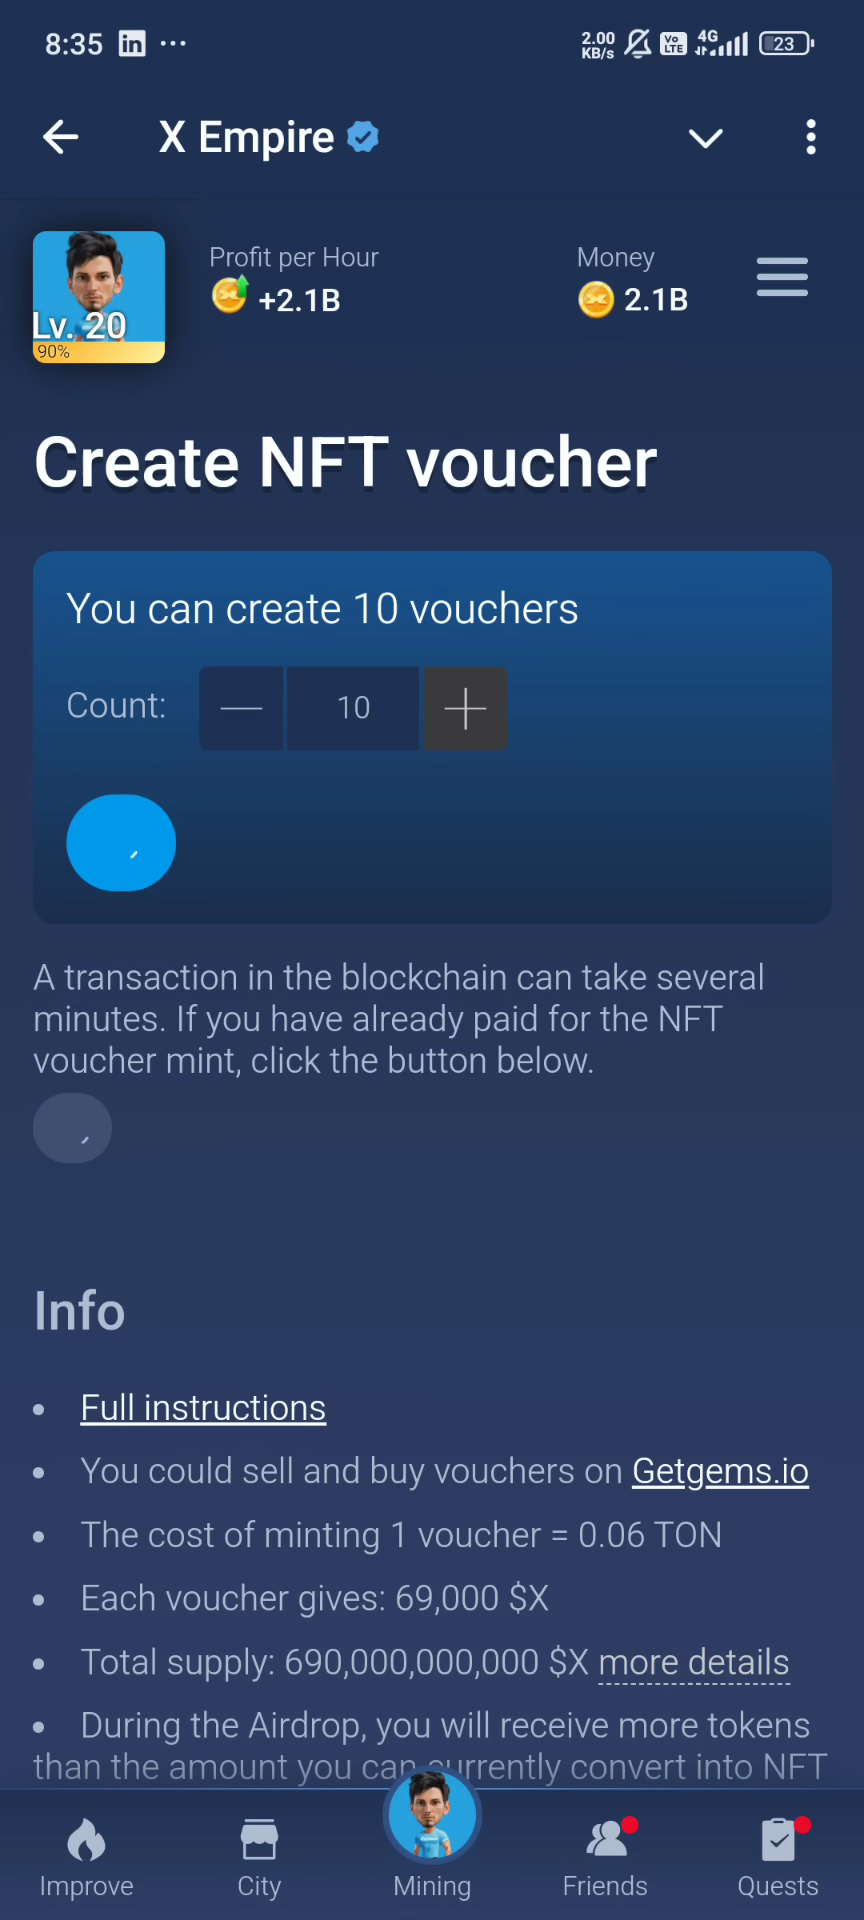 8:35 in ...
2.00 KB/s Vo LTE 4G 23
X Empire
Profit per Hour
+2.1B
Money
2.1B
Lv. 20
90%
Create NFT voucher
You can create 10 vouchers
Count: — 10 +
A transaction in the blockchain can take several
minutes. If you have already paid for the NFT
voucher mint, click the button below.
Info
• Full instructions
• You could sell and buy vouchers on Getgems.io
• The cost of minting 1 voucher = 0.06 TON
• Each voucher gives: 69,000 $X
• Total supply: 690,000,000,000 $X more details
• During the Airdrop, you will receive more tokens
than the amount you can currently convert into NFT
Improve
City
Mining
Friends
Quests